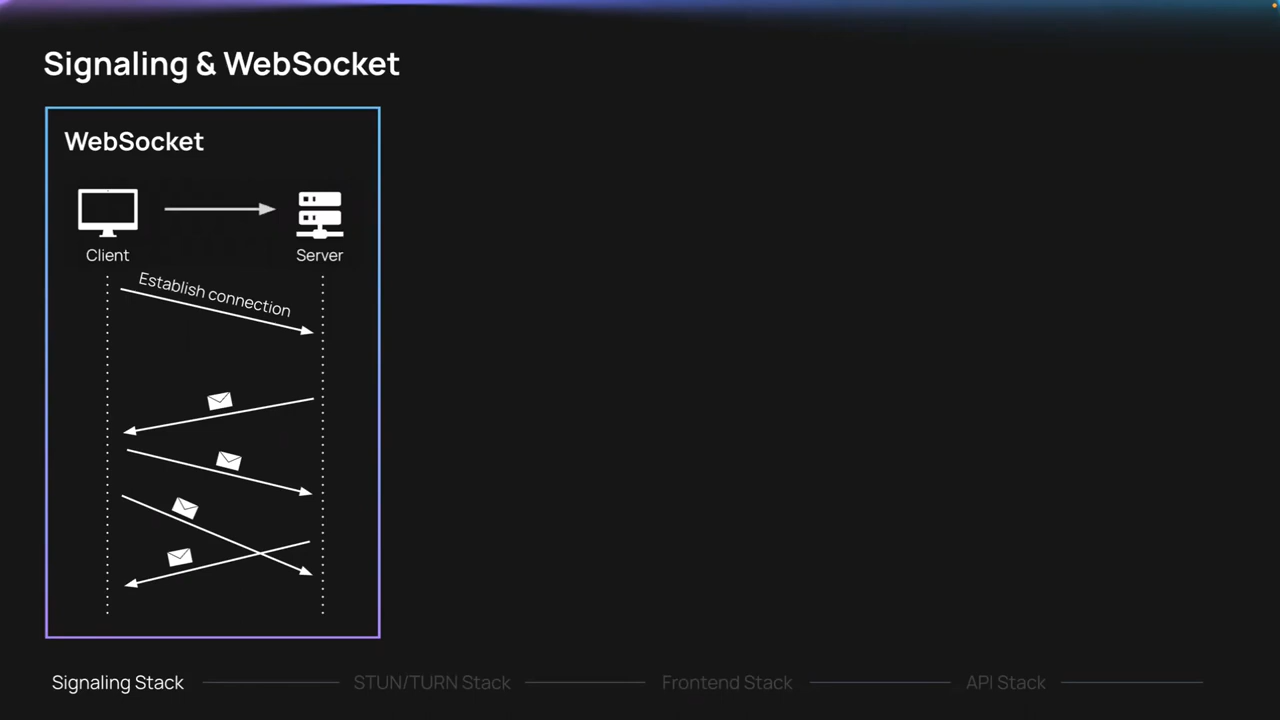 Signaling & WebSocket
WebSocket
Client
Server
Establish connection
Signaling Stack
STUN/TURN Stack
Frontend Stack
API Stack